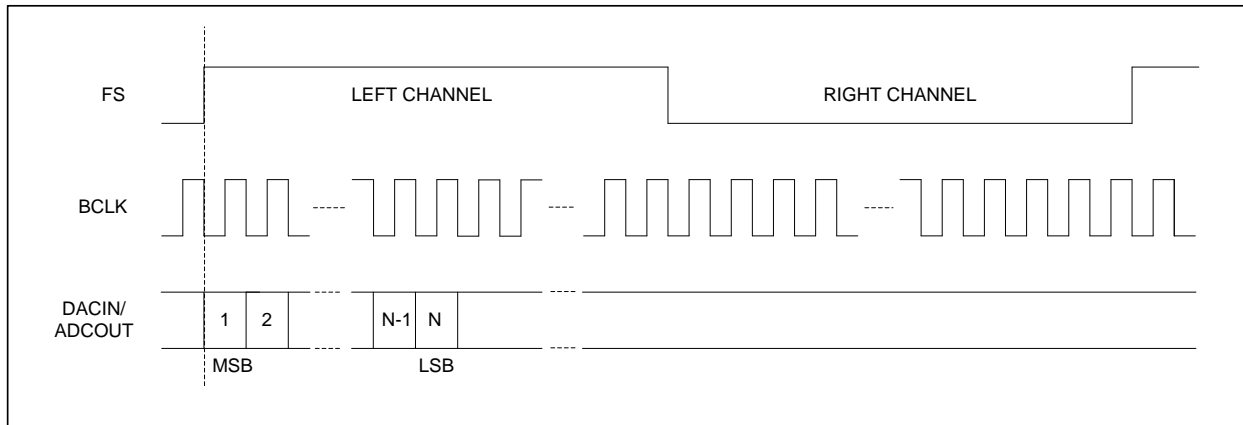 FS
LEFT CHANNEL
RIGHT CHANNEL
BCLK
DACIN/
ADCOUT
1 2 N-1 N
MSB LSB